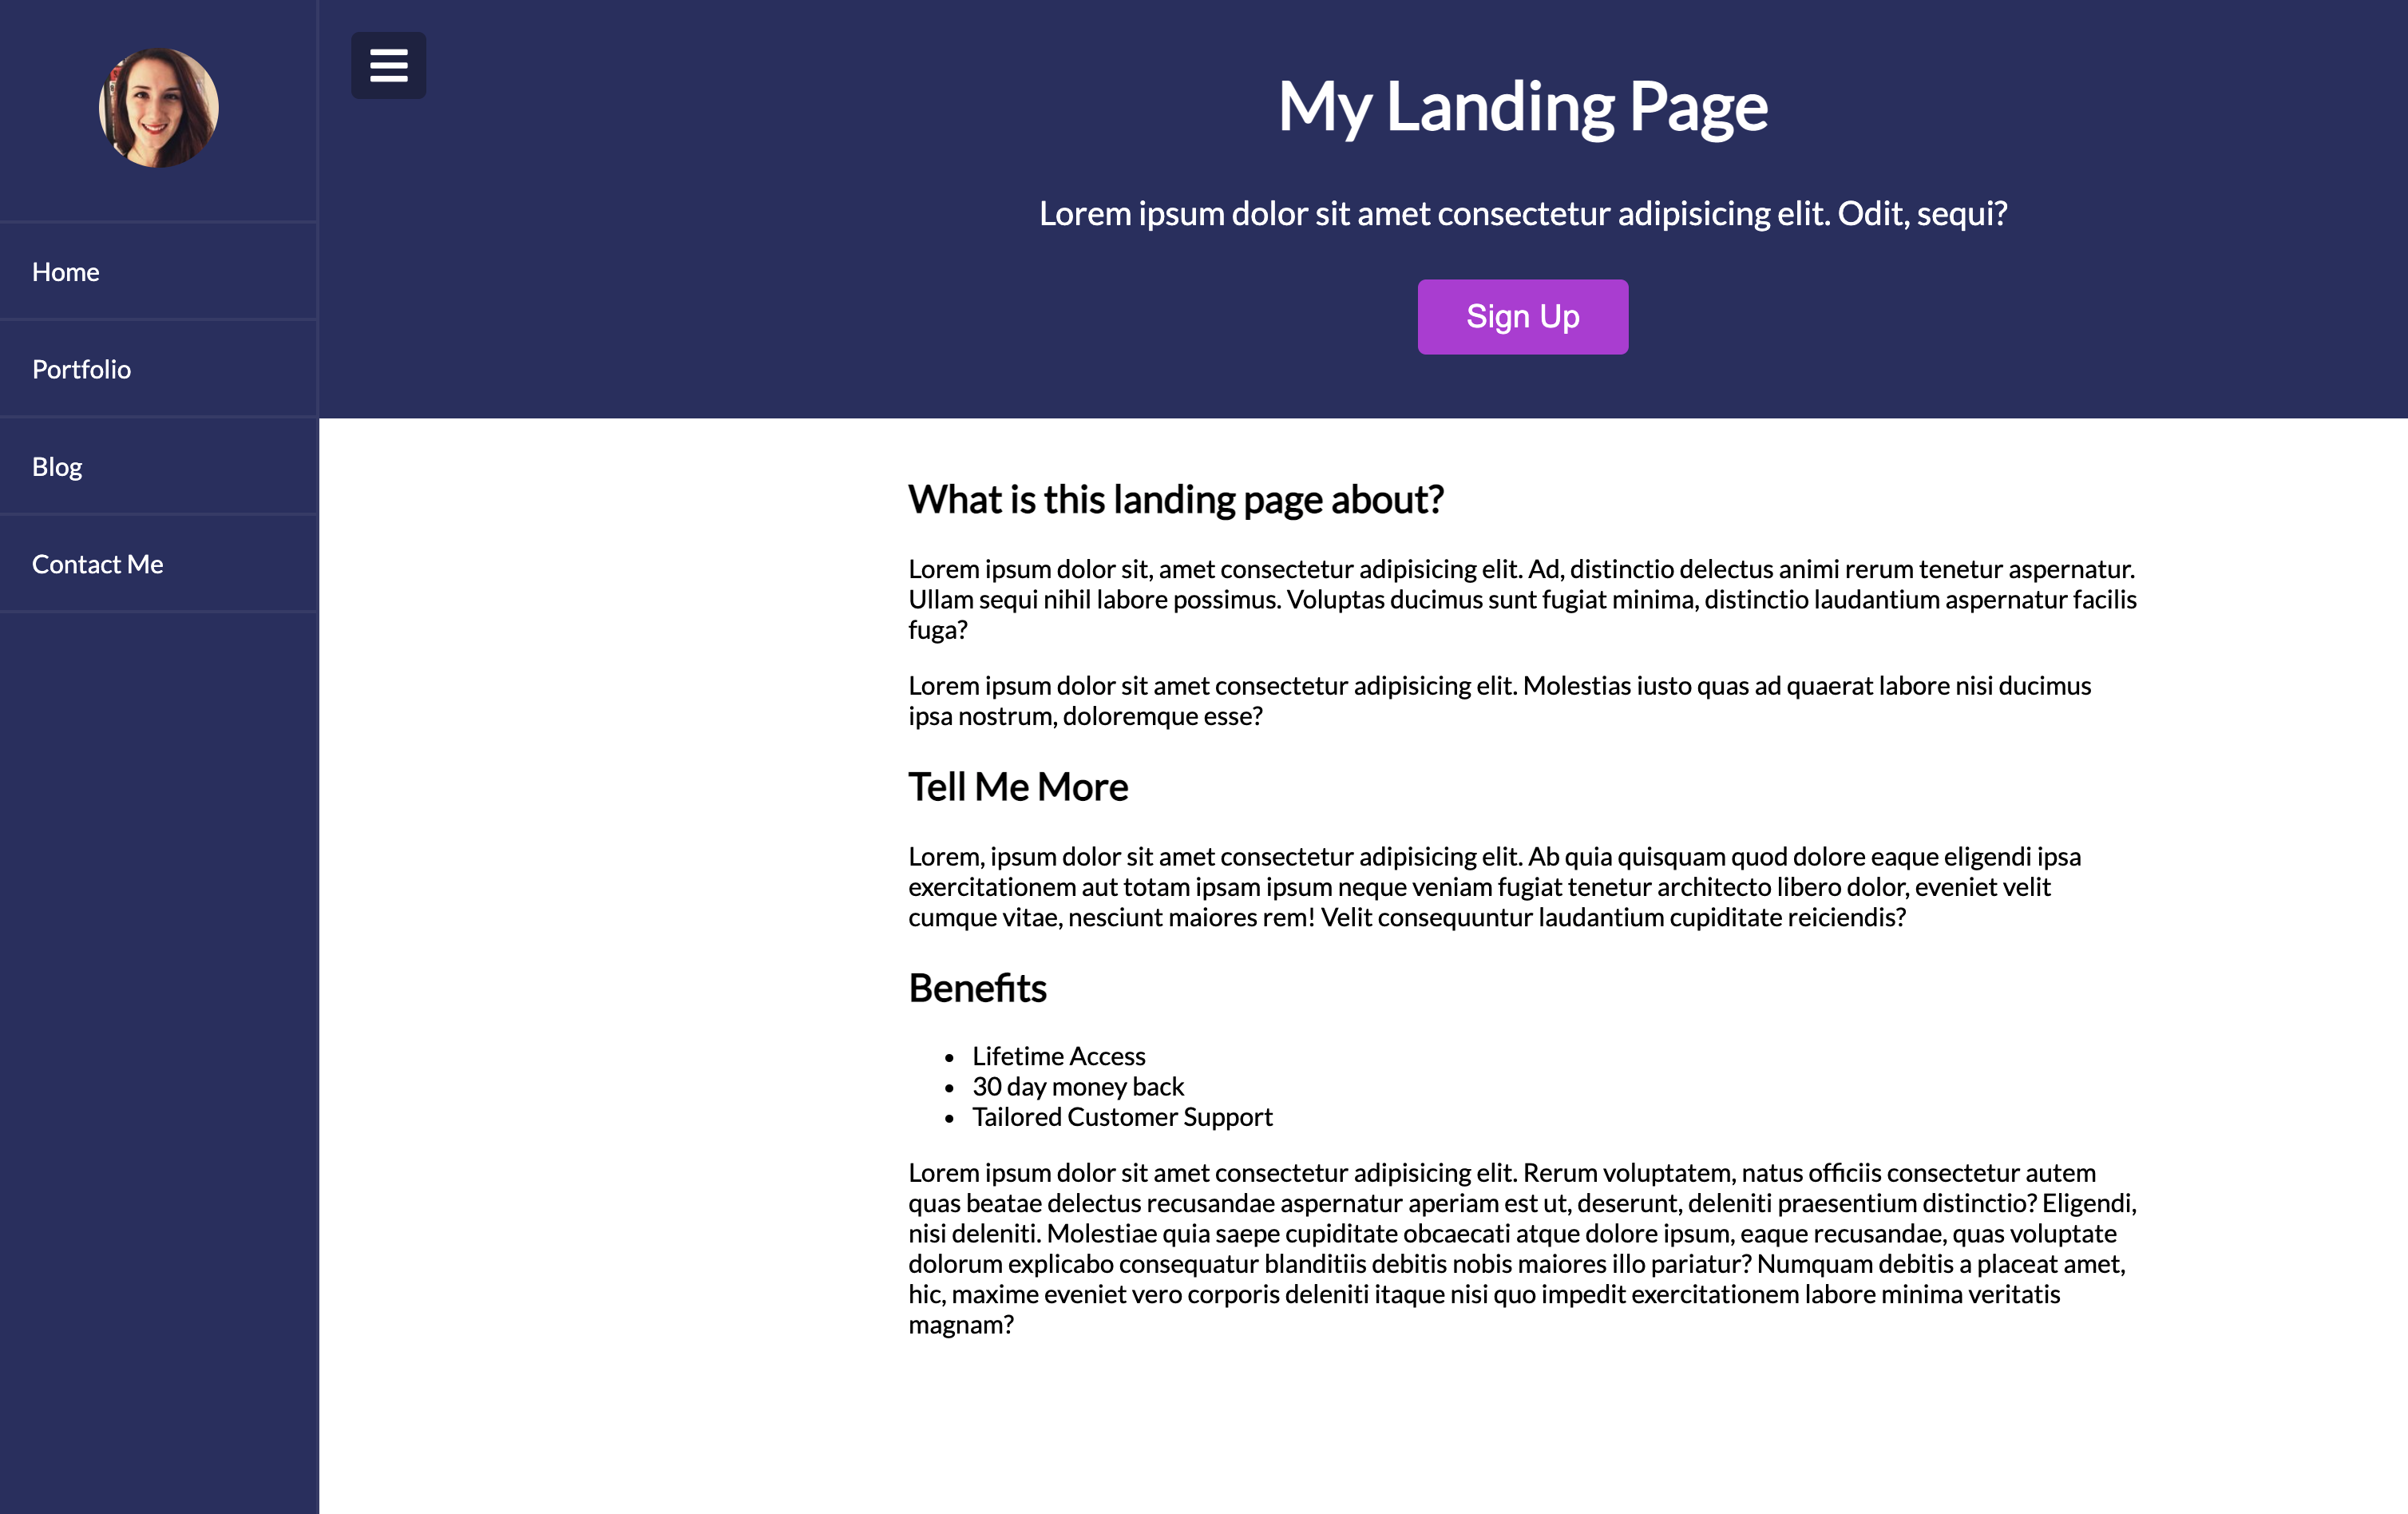 Home
Portfolio
Blog
Contact Me
My Landing Page
Lorem ipsum dolor sit amet consectetur adipisicing elit. Odit, sequi?
Sign Up
What is this landing page about?
Lorem ipsum dolor sit, amet consectetur adipisicing elit. Ad, distinctio delectus animi rerum tenetur aspernatur.
Ullam sequi nihil labore possimus. Voluptas ducimus sunt fugiat minima, distinctio laudantium aspernatur facilis
fuga?
Lorem ipsum dolor sit amet consectetur adipisicing elit. Molestias iusto quas ad quaerat labore nisi ducimus
ipsa nostrum, doloremque esse?
Tell Me More
Lorem, ipsum dolor sit amet consectetur adipisicing elit. Ab quia quisquam quod dolore eaque eligendi ipsa
exercitationem aut totam ipsam ipsum neque veniam fugiat tenetur architecto libero dolor, eveniet velit
cumque vitae, nesciunt maiores rem! Velit consequuntur laudantium cupiditate reiciendis?
Benefits
• Lifetime Access
• 30 day money back
• Tailored Customer Support
Lorem ipsum dolor sit amet consectetur adipisicing elit. Rerum voluptatem, natus officiis consectetur autem
quas beatae delectus recusandae aspernatur aperiam est ut, deserunt, deleniti praesentium distinctio? Eligendi,
nisi deleniti. Molestiae quia saepe cupiditate obcaecati atque dolore ipsum, eaque recusandae, quas voluptate
dolorum explicabo consequatur blanditiis debitis nobis maiores illo pariatur? Numquam debitis a placeat amet,
hic, maxime eveniet vero corporis deleniti itaque nisi quo impedit exercitationem labore minima veritatis
magnam?